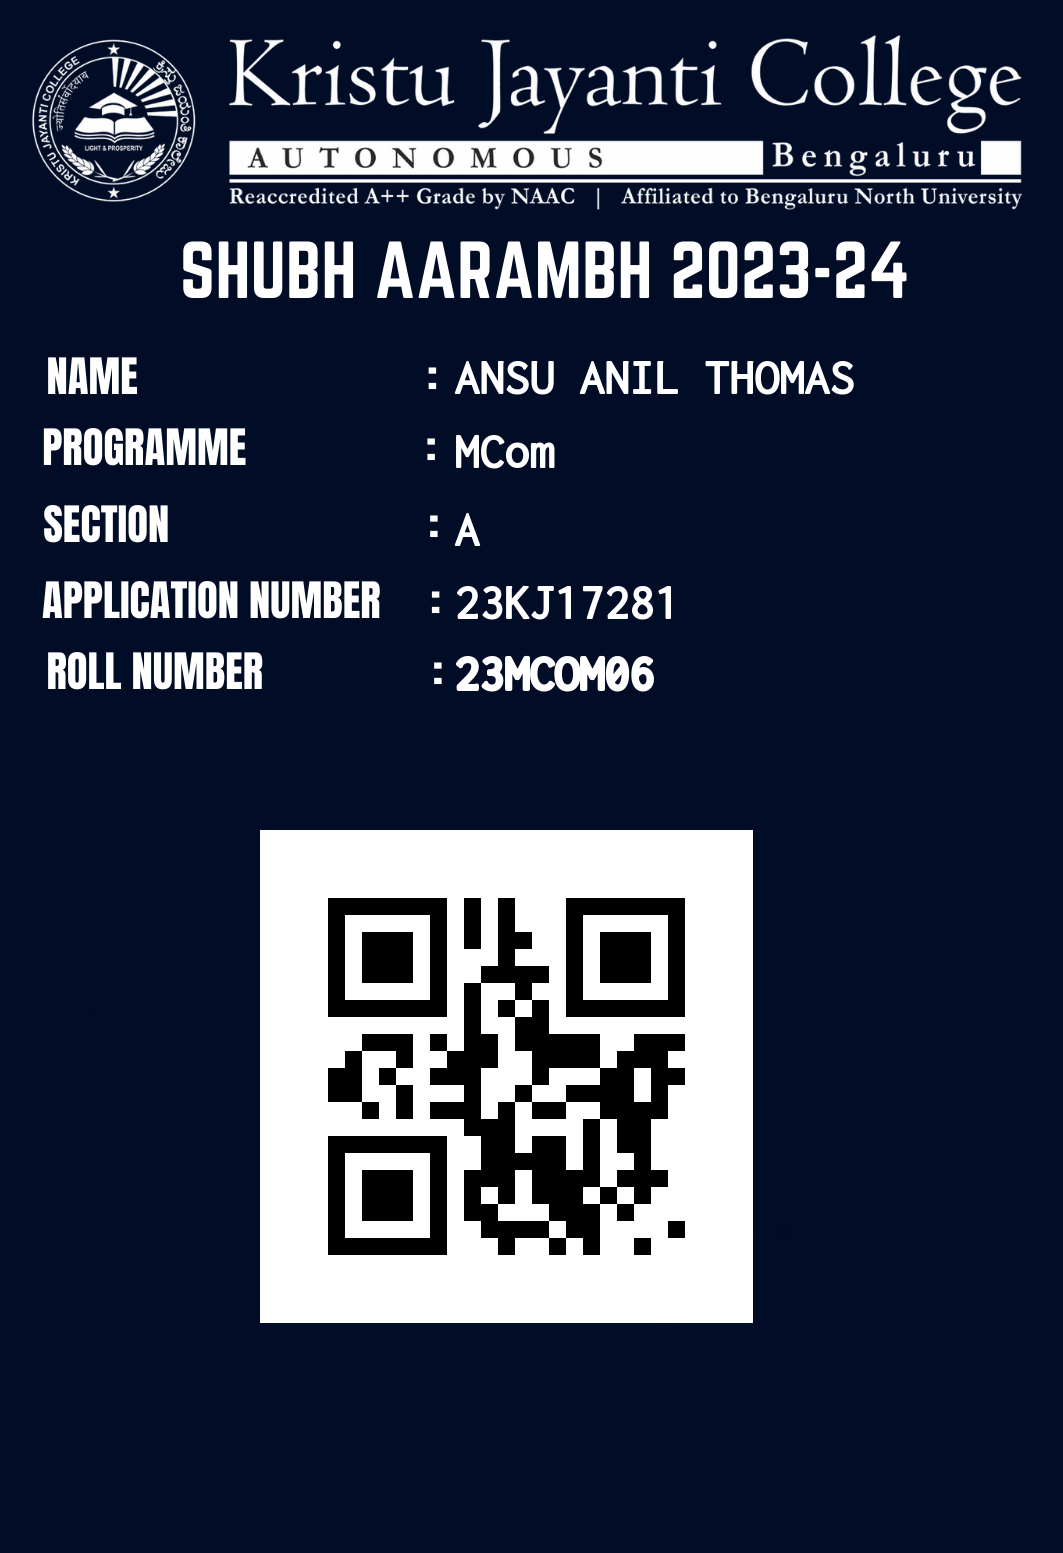 Kristu Jayanti College
AUTONOMOUS Bengaluru
Reaccredited A++ Grade by NAAC | Affiliated to Bengaluru North University
KRISTU JAYANTI COLLEGE
LIGHT & PROSPERITY
SHUBH AARAMBH 2023-24
NAME : ANSU ANIL THOMAS
PROGRAMME : MCom
SECTION : A
APPLICATION NUMBER : 23KJ17281
ROLL NUMBER : 23MCOM06